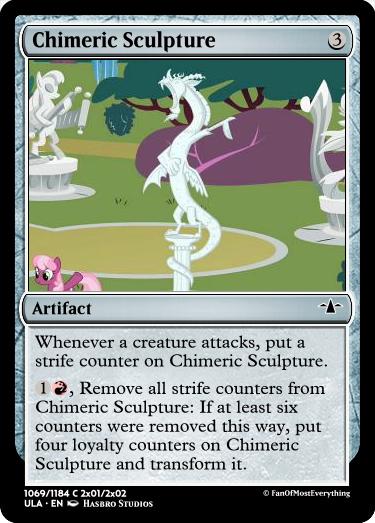 Chimeric Sculpture 3
Artifact
Whenever a creature attacks, put a
strife counter on Chimeric Sculpture.
1, Remove all strife counters from
Chimeric Sculpture: If at least six
counters were removed this way, put
four loyalty counters on Chimeric
Sculpture and transform it.
1069/1184 C 2x01/2x02
© FanOfMostEverything
ULA • EN Hasbro Studios